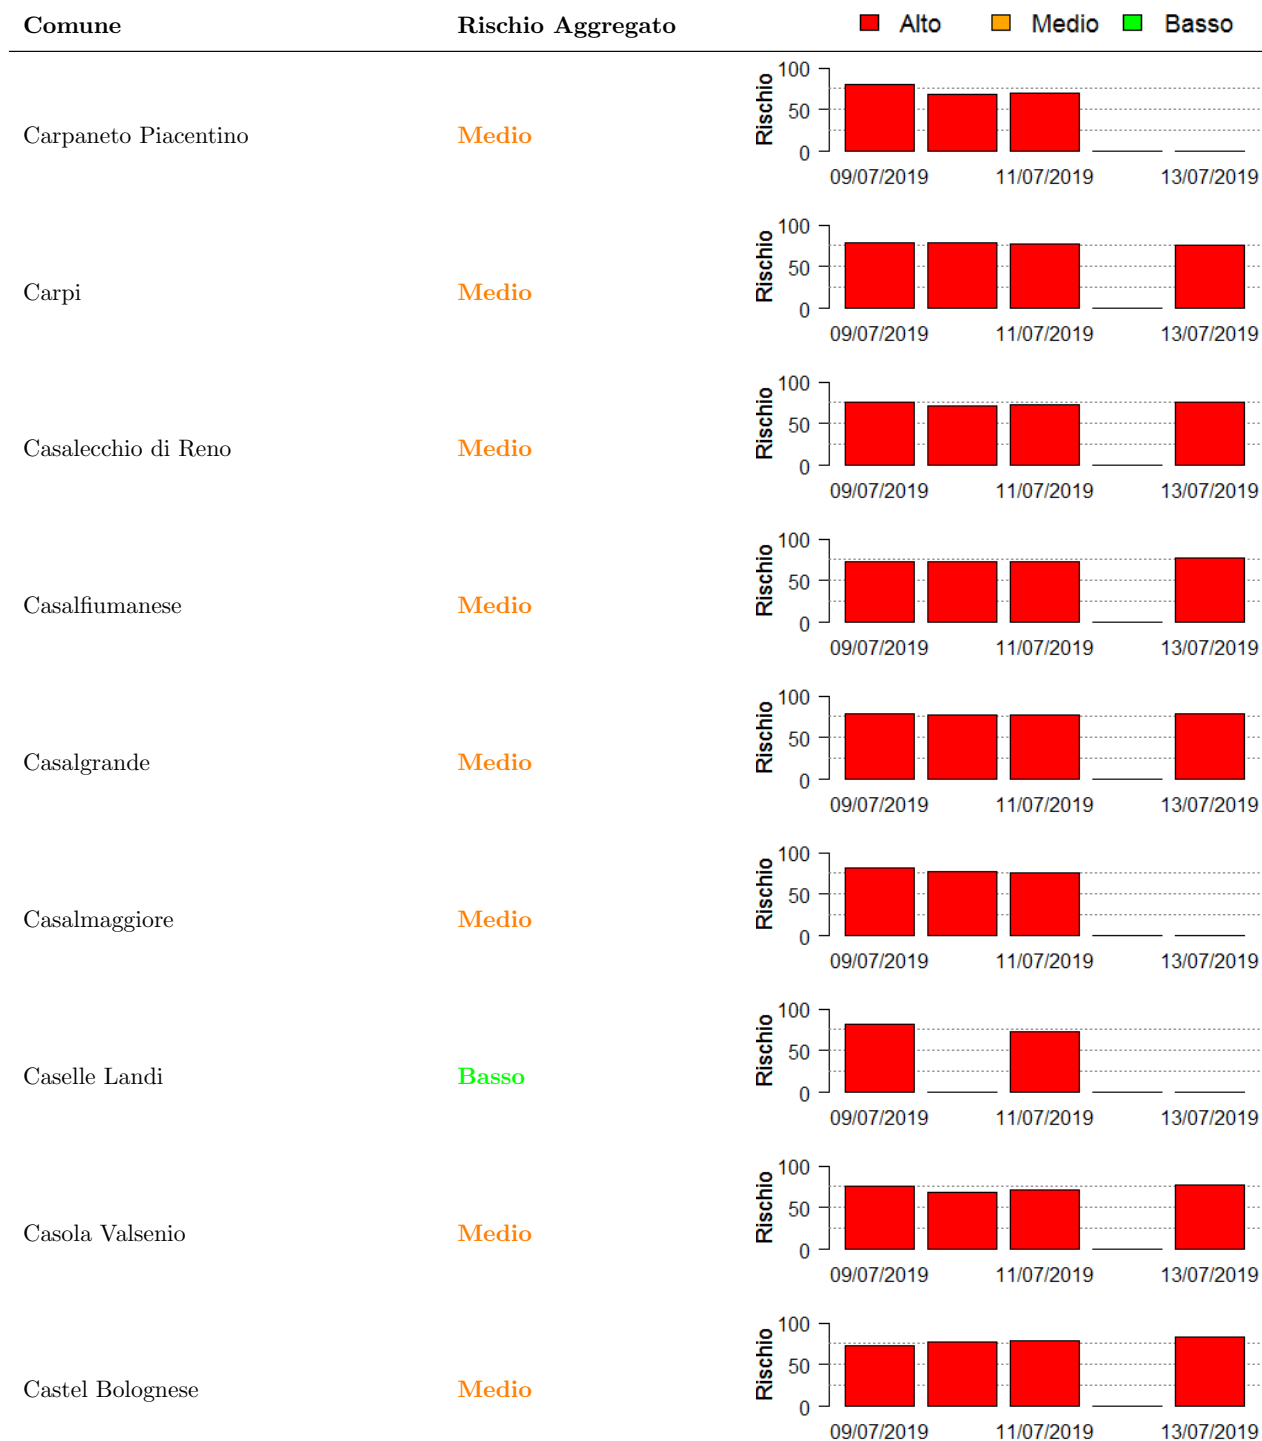 Comune Rischio Aggregato Alto Medio Basso
Carpaneto Piacentino Medio
Rischio
100
50
0
09/07/2019 11/07/2019 13/07/2019
Carpi Medio
Rischio
100
50
0
09/07/2019 11/07/2019 13/07/2019
Casalecchio di Reno Medio
Rischio
100
50
0
09/07/2019 11/07/2019 13/07/2019
Casalfiumanese Medio
Rischio
100
50
0
09/07/2019 11/07/2019 13/07/2019
Casalgrande Medio
Rischio
100
50
0
09/07/2019 11/07/2019 13/07/2019
Casalmaggiore Medio
Rischio
100
50
0
09/07/2019 11/07/2019 13/07/2019
Caselle Landi Basso
Rischio
100
50
0
09/07/2019 11/07/2019 13/07/2019
Casola Valsenio Medio
Rischio
100
50
0
09/07/2019 11/07/2019 13/07/2019
Castel Bolognese Medio
Rischio
100
50
0
09/07/2019 11/07/2019 13/07/2019